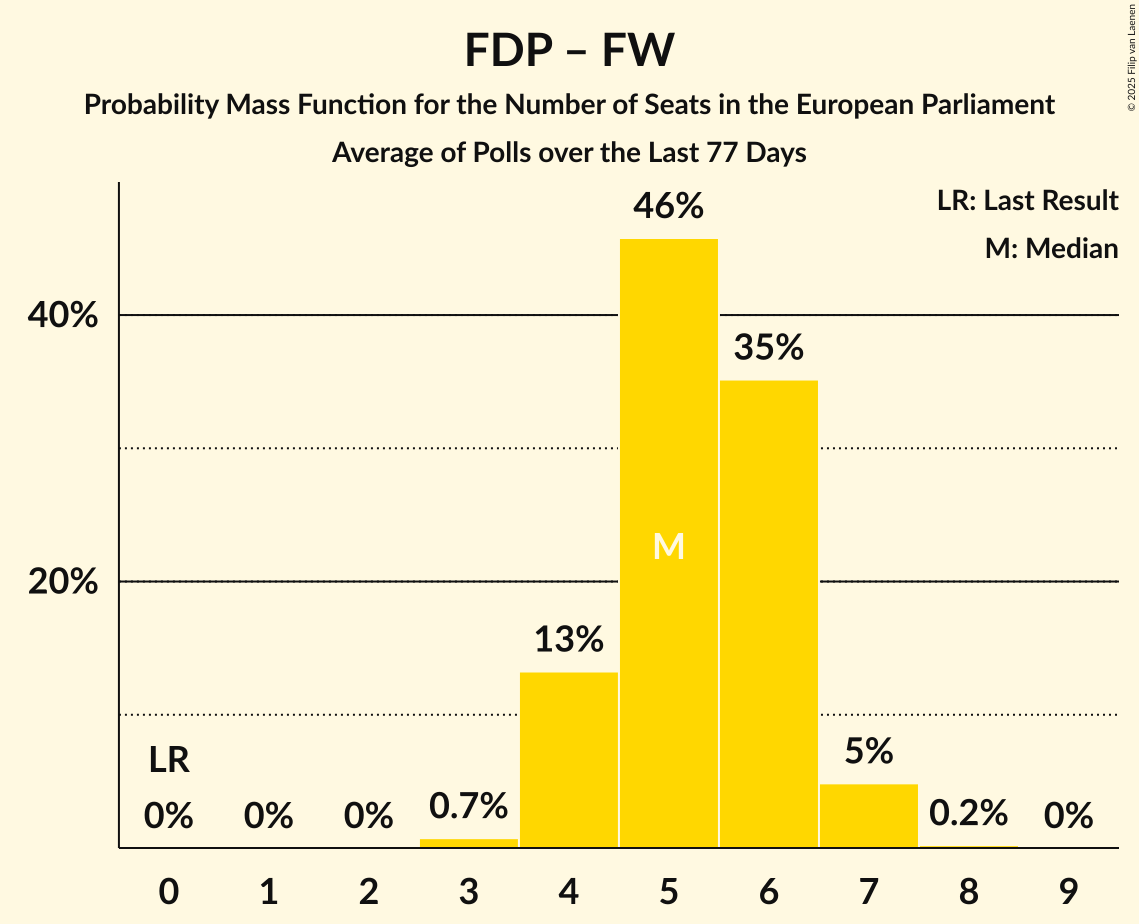 FDP – FW
Probability Mass Function for the Number of Seats in the European Parliament
Average of Polls over the Last 77 Days
© 2025 Filip van Laenen
LR: Last Result
M: Median
46%
40%
35%
M
20%
13%
LR
5%
0%
0%
0%
0.7%
0.2%
0%
0
1
2
3
4
5
6
7
8
9